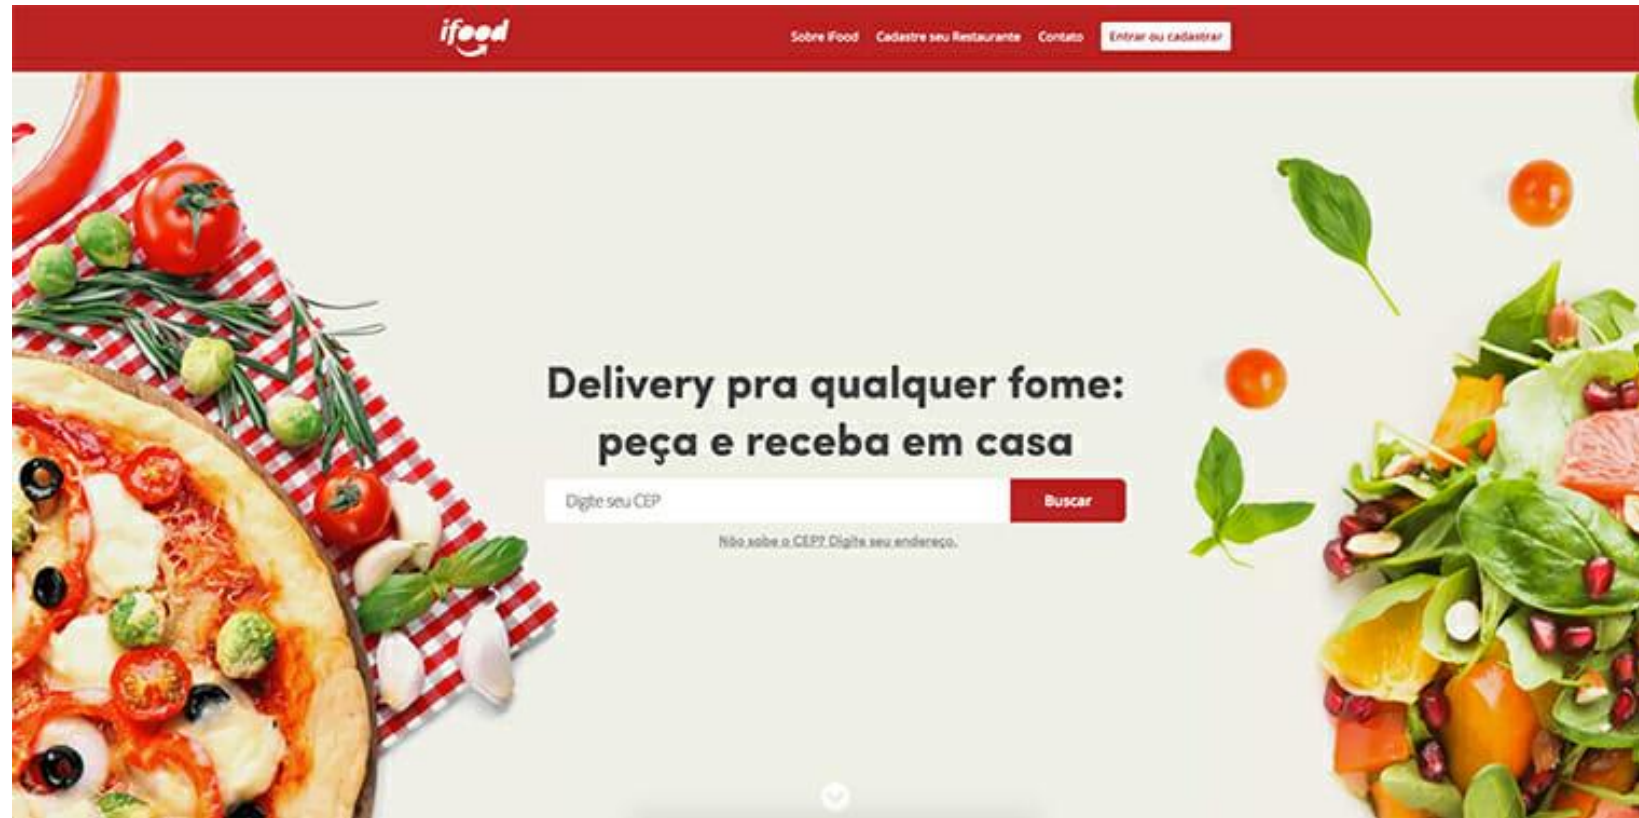 ifood
Sobre iFood Cadastre seu Restaurante Contato Entrar ou cadastrar
Delivery pra qualquer fome:
peça e receba em casa
Digite seu CEP Buscar
Não sabe o CEP? Digite seu endereço.